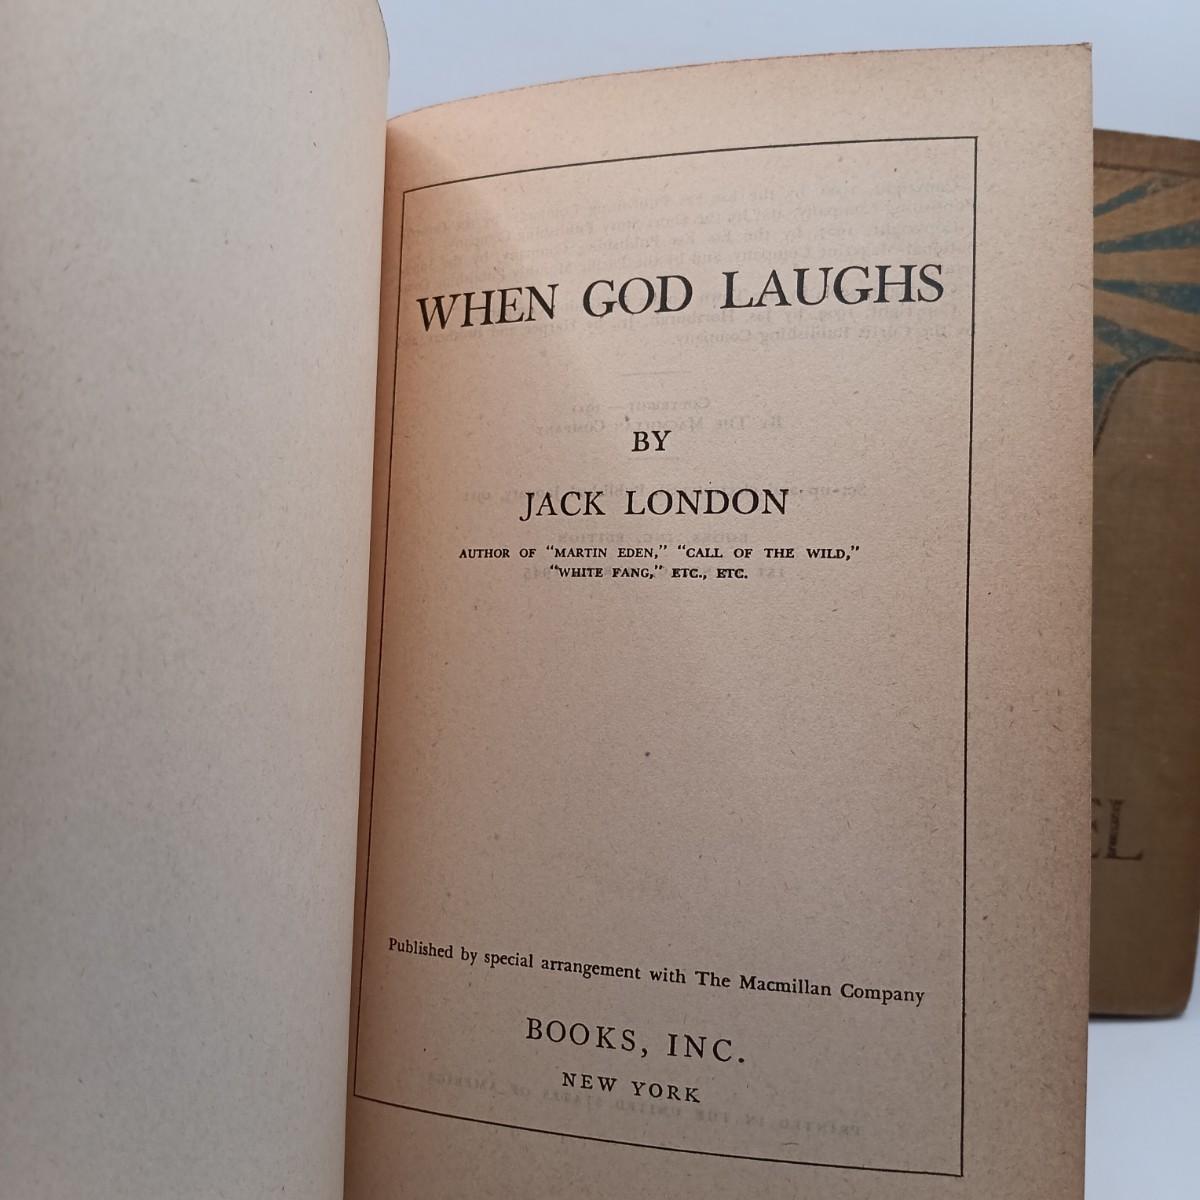 WHEN GOD LAUGHS
BY
JACK LONDON
AUTHOR OF "MARTIN EDEN," "CALL OF THE WILD,"
"WHITE FANG," ETC., ETC.
Published by special arrangement with The Macmillan Company
BOOKS, INC.
NEW YORK
EL